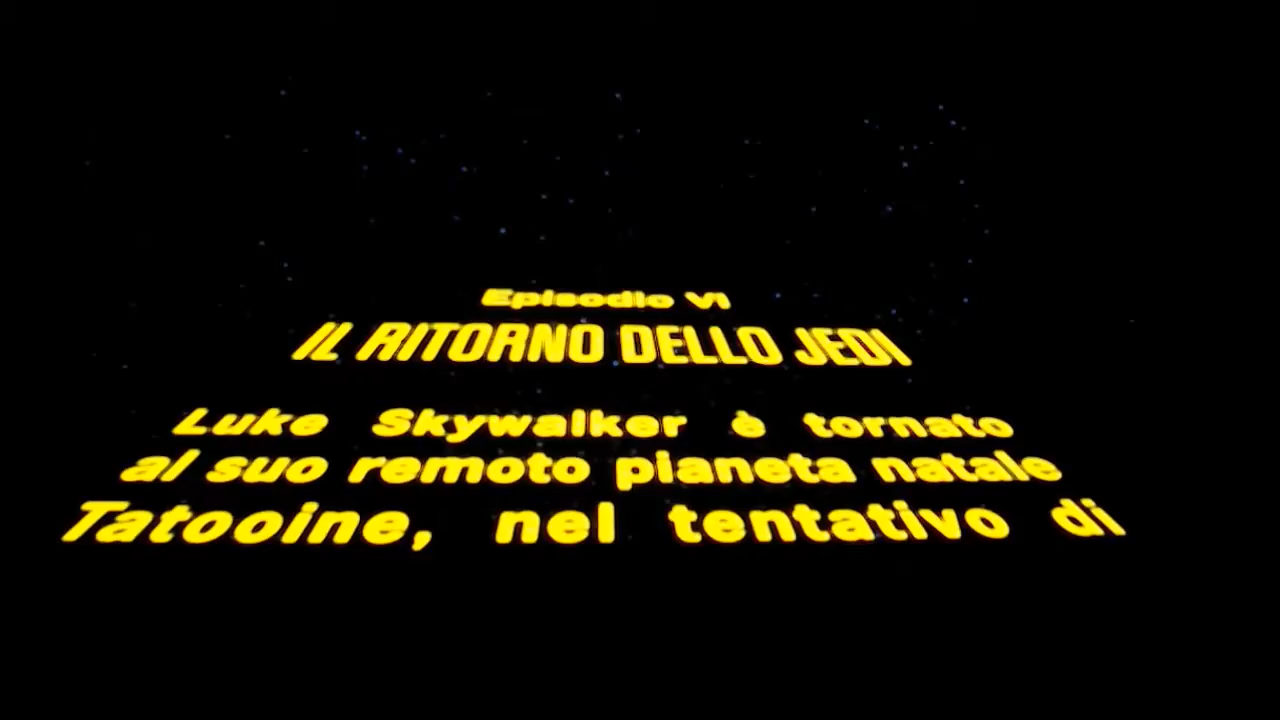 Episodio VI
IL RITORNO DELLO JEDI
Luke Skywalker è tornato
al suo remoto pianeta natale
Tatooine, nel tentativo di